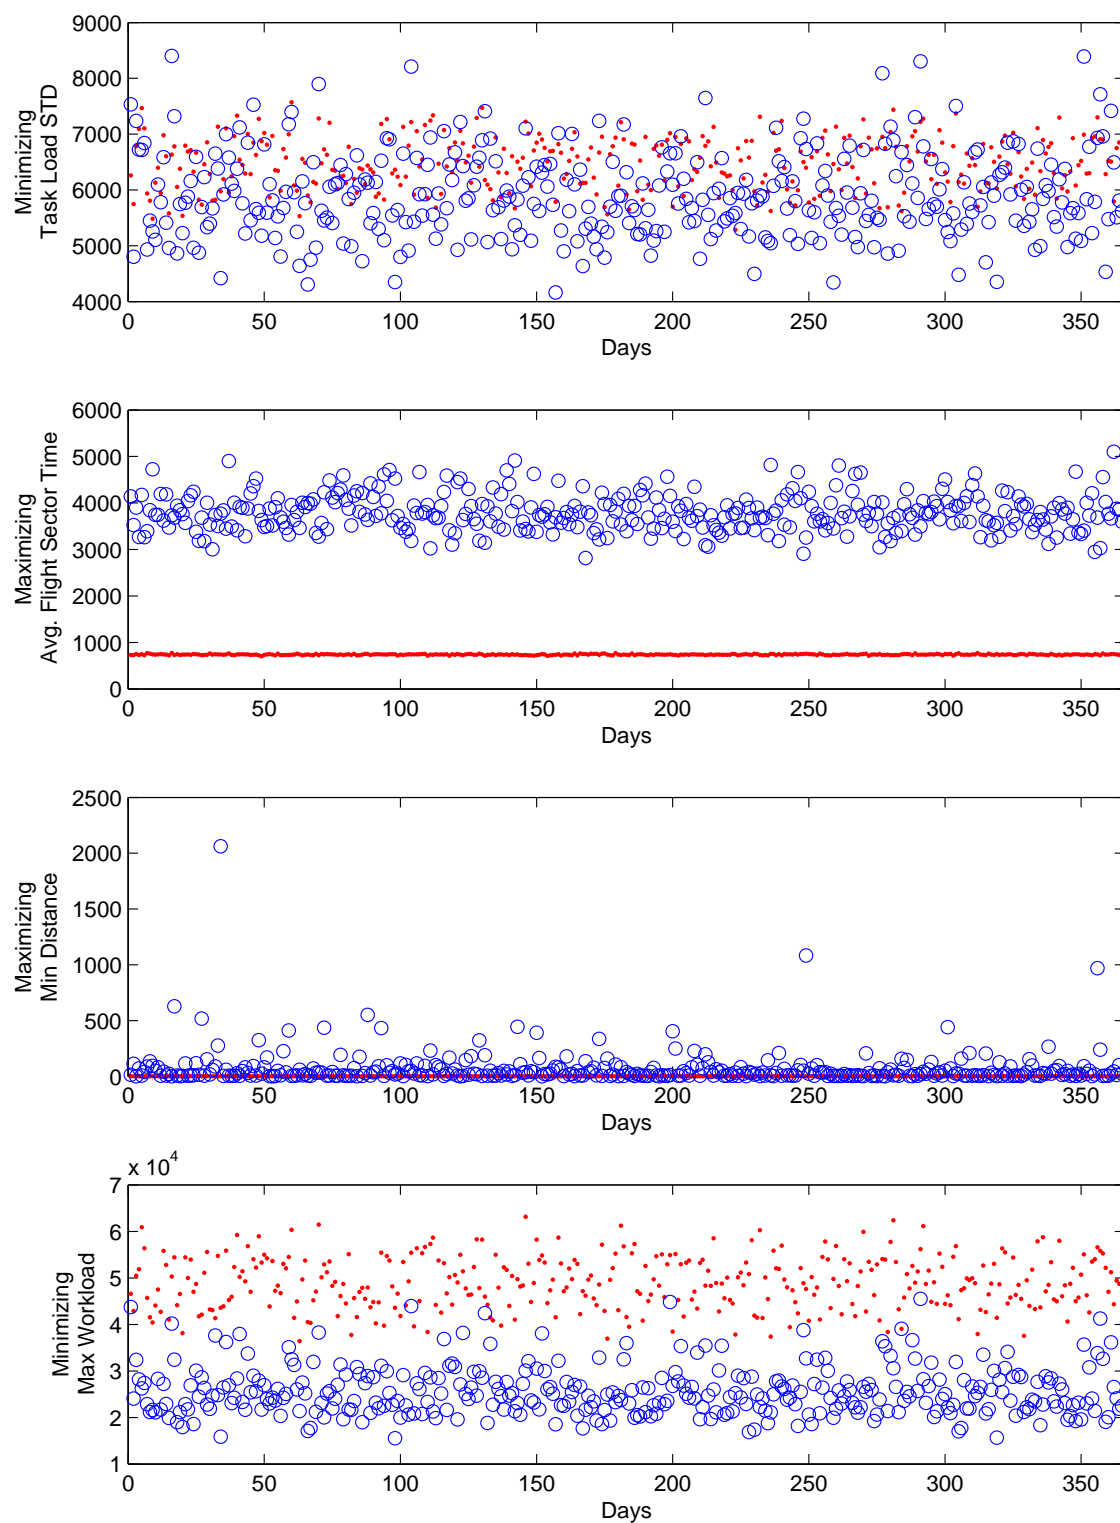 9000
8000
7000
6000
5000
4000
Minimizing
Task Load STD
0 50 100 150 200 250 300 350
Days
6000
5000
4000
3000
2000
1000
0
Maximizing
Avg. Flight Sector Time
0 50 100 150 200 250 300 350
Days
2500
2000
1500
1000
500
0
Maximizing
Min Distance
0 50 100 150 200 250 300 350
Days
x 10^4
7
6
5
4
3
2
1
Minimizing
Max Workload
0 50 100 150 200 250 300 350
Days